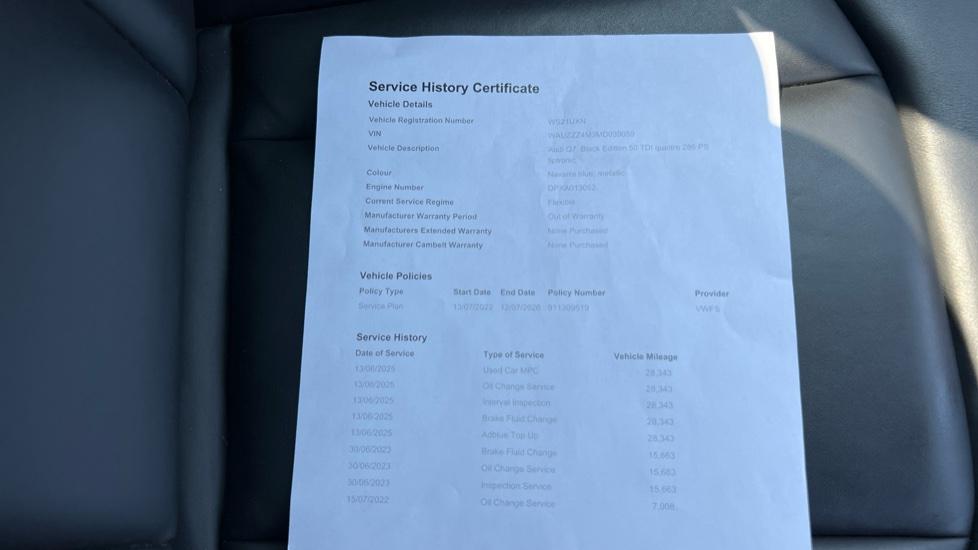 Service History Certificate
Vehicle Details
Vehicle Registration Number WS21UXN
VIN
Vehicle Description Audi Q7 Black Edition 50 TDI quattro 286 PS
tiptronic
Colour Navarra blue, metallic
Engine Number
Current Service Regime Flexible
Manufacturer Warranty Period Out of Warranty
Manufacturers Extended Warranty None Purchased
Manufacturer Cambelt Warranty None Purchased
Vehicle Policies
Policy Type Start Date End Date Policy Number Provider
Service Plan 13/07/2022 12/07/2026 VWFS
Service History
Date of Service Type of Service Vehicle Mileage
13/06/2025 Used Car MPC 28,343
13/06/2025 Oil Change Service 28,343
13/06/2025 Interval Inspection 28,343
13/06/2025 Brake Fluid Change 28,343
13/06/2025 Adblue Top Up 28,343
30/06/2023 Brake Fluid Change 15,663
30/06/2023 Oil Change Service 15,663
30/06/2023 Inspection Service 15,663
15/07/2022 Oil Change Service 7,008